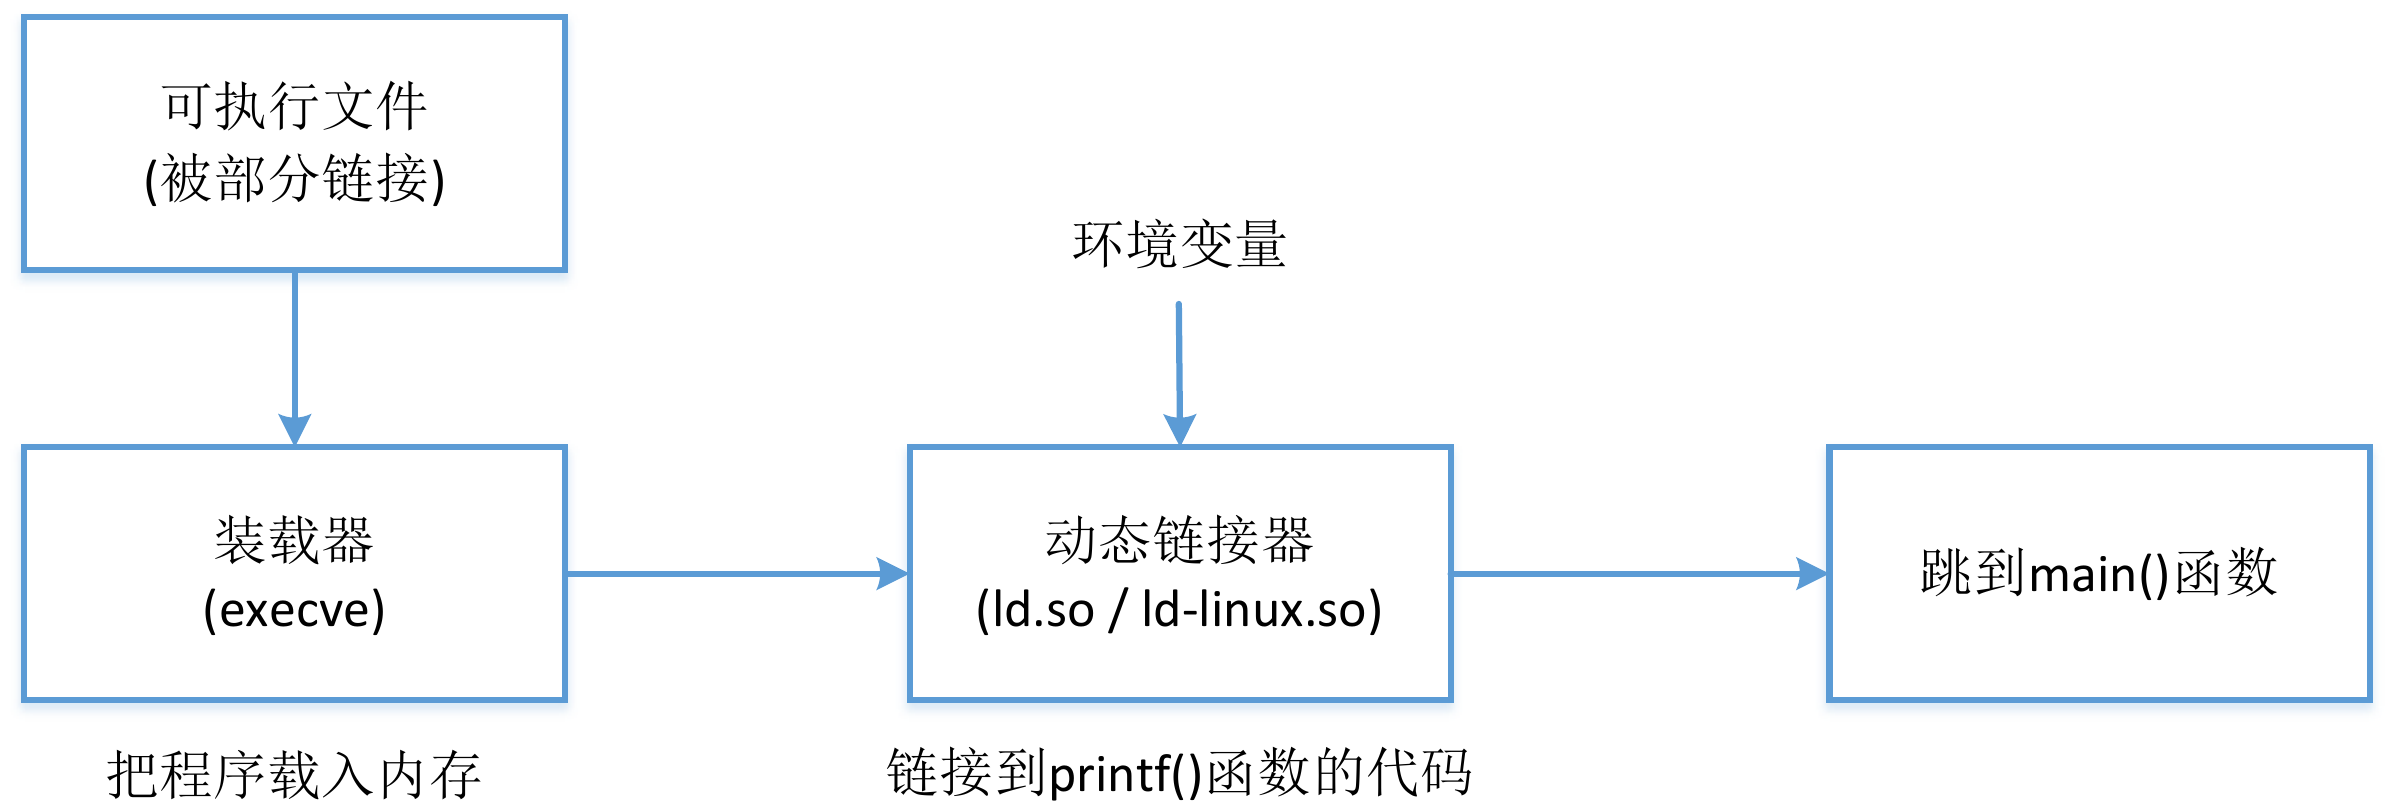 可执行文件
(被部分链接)
环境变量
装载器
(execve)
动态链接器
(ld.so / ld-linux.so)
跳到main()函数
把程序载入内存
链接到printf()函数的代码